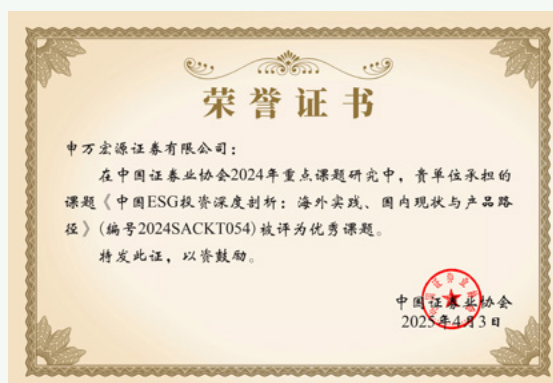 荣誉证书
申万宏源证券有限公司：
在中国证券业协会2024年重点课题研究中，贵单位承担的
课题《中国ESG投资深度剖析：海外实践、国内现状与产品路
径》(编号2024SACKT054)被评为优秀课题。
特发此证，以资鼓励。
中国证券业协会
2025年4月3日